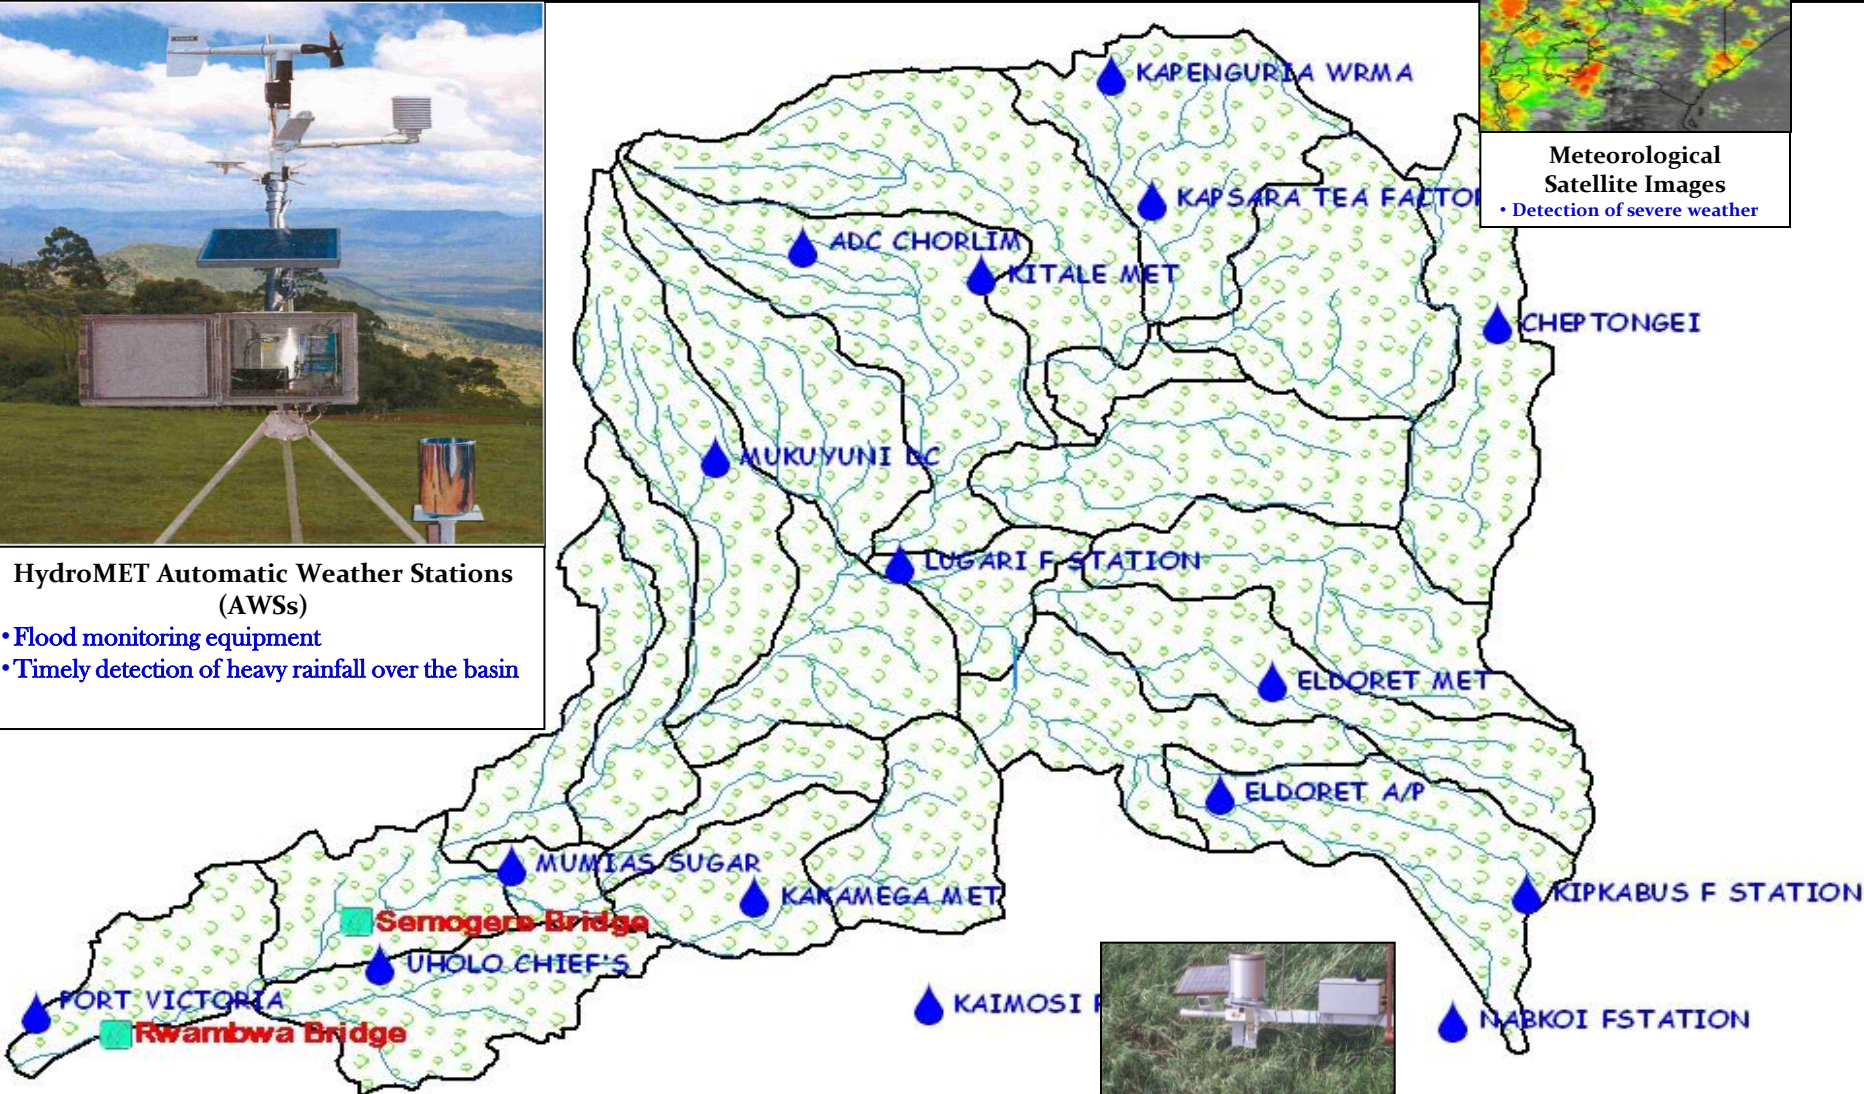 KAPENGURIA WRMA
Meteorological
Satellite Images
• Detection of severe weather
KAPSARA TEA
ADC CHORLIM
KITALE MET
CHEPTONGEI
MUKUYUNI DC
LUGARI F STATION
HydroMET Automatic Weather Stations
(AWSs)
• Flood monitoring equipment
• Timely detection of heavy rainfall over the basin
ELDORET MET
ELDORET A/P
MUMIAS SUGAR
KAKAMEGA MET
KIPKABUS F STATION
Semogere Bridge
UHOLO CHIEF'S
PORT VICTORIA
KAIMOSI
NABKOI FSTATION
Rwambwa Bridge